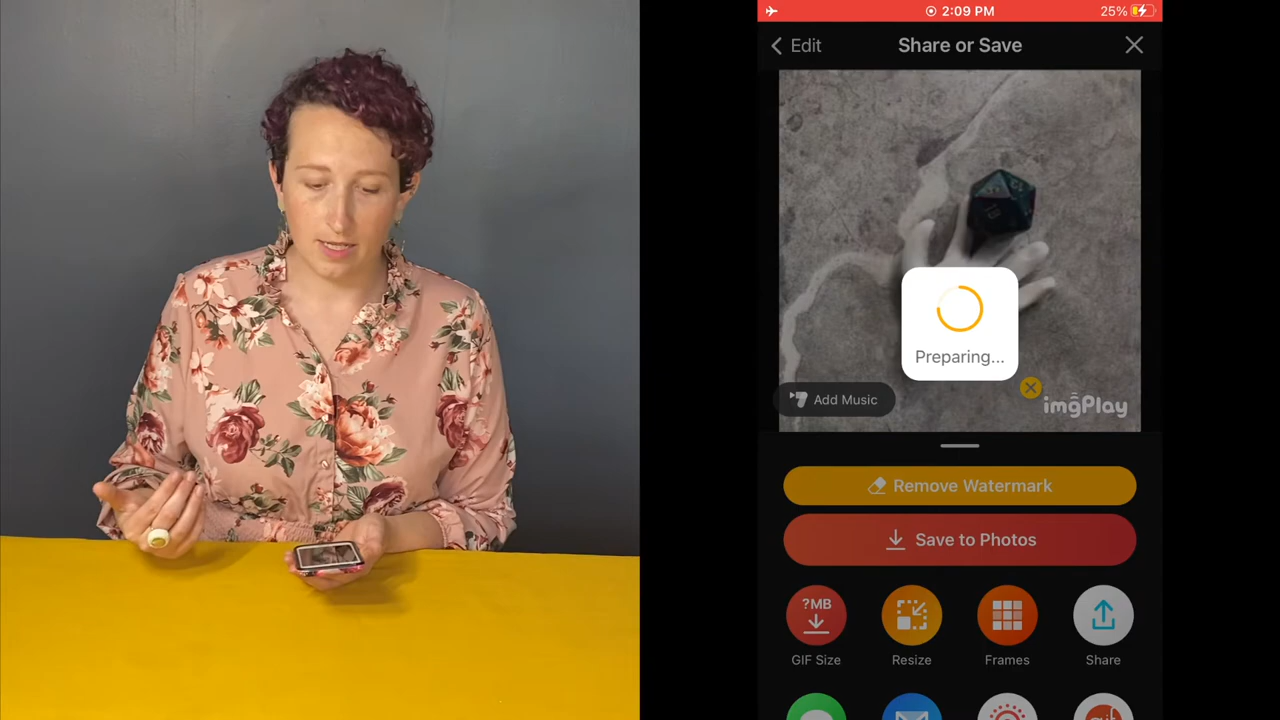 2:09 PM
25%
Edit
Share or Save
Preparing...
Add Music
imgPlay
Remove Watermark
Save to Photos
?MB
GIF Size
Resize
Frames
Share